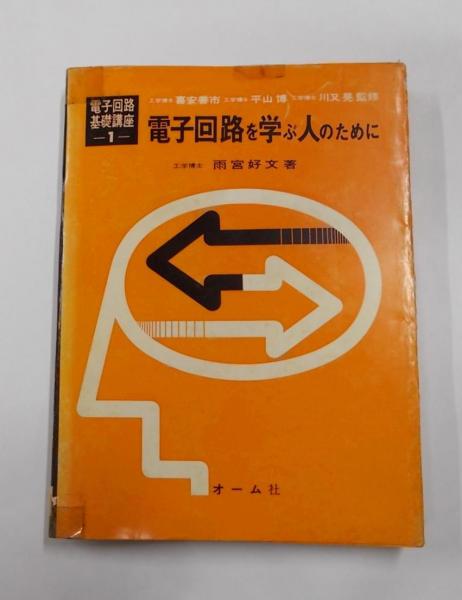 電子回路
基礎講座
―1―
工学博士 喜安善市 工学博士 平山博 工学博士 川又晃 監修
電子回路を学ぶ人のために
工学博士 雨宮好文著
オーム社